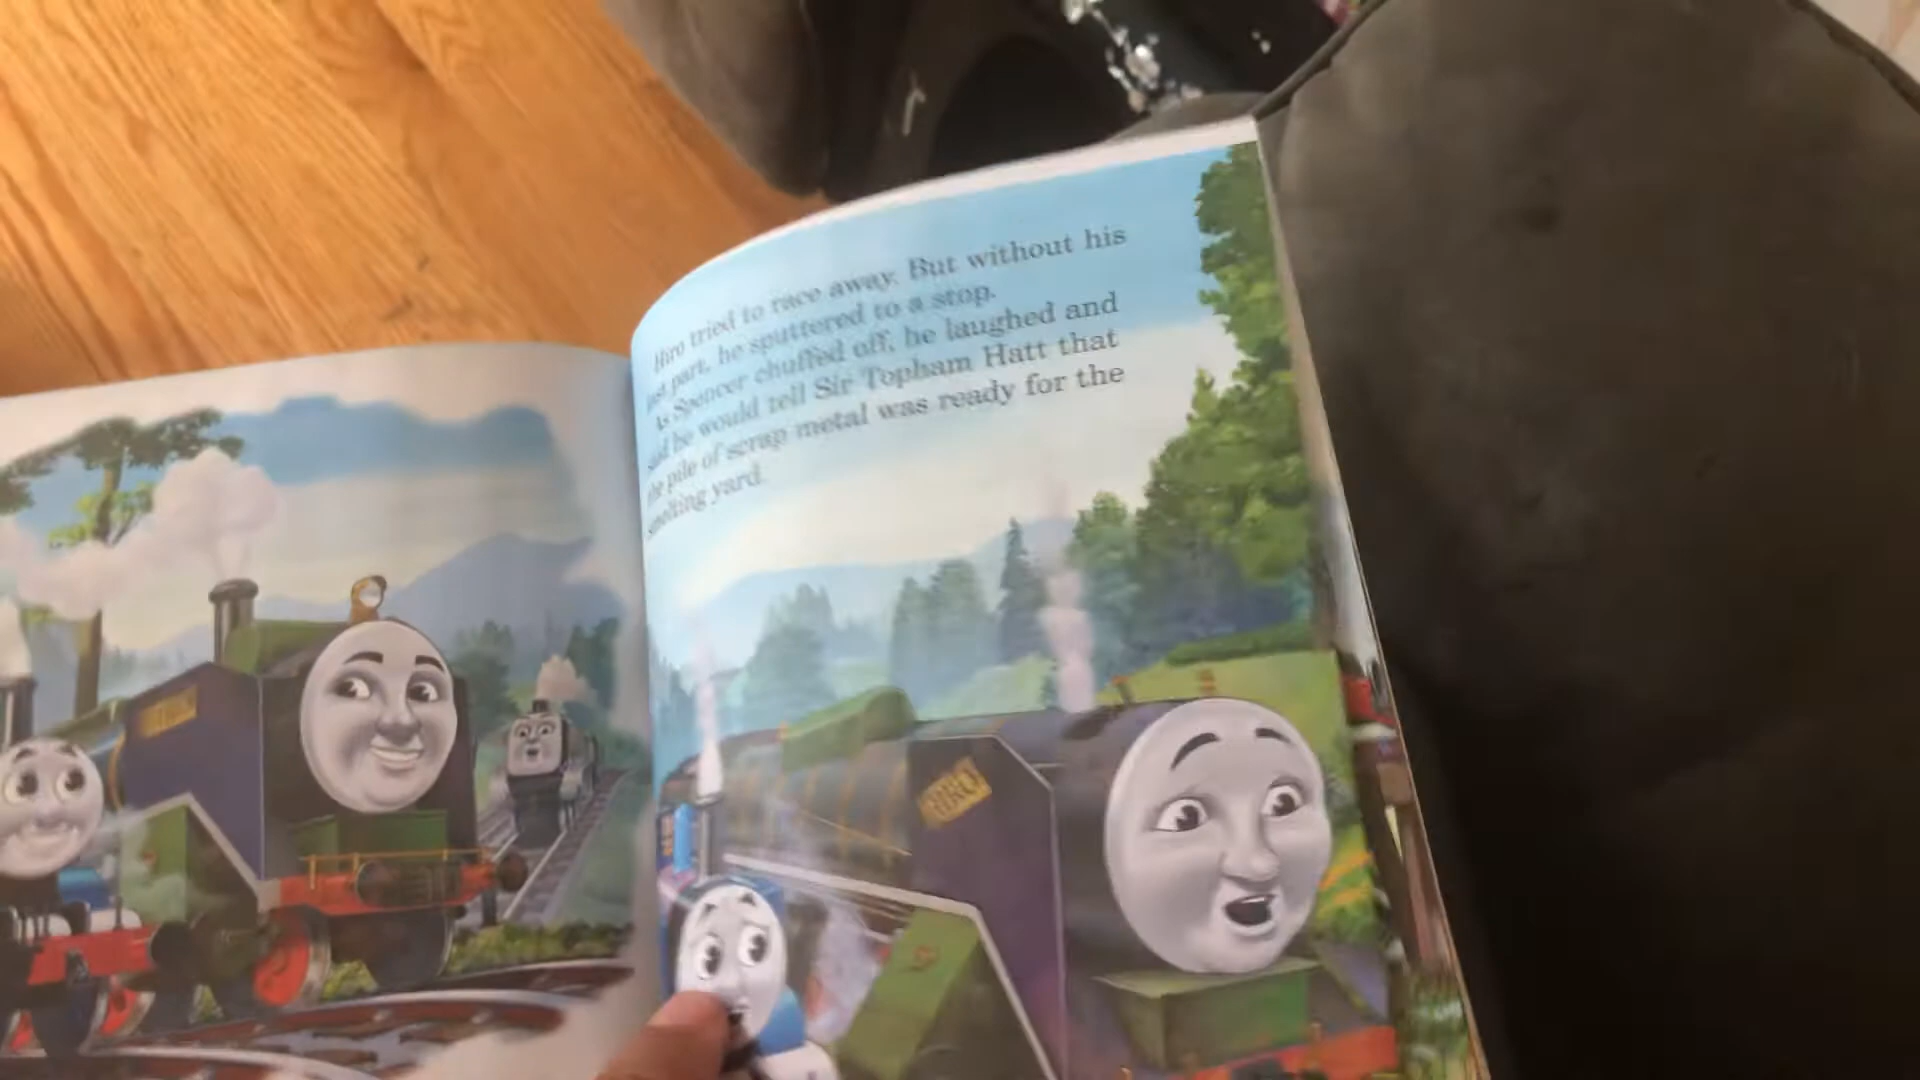 Hiro tried to race away. But without his
last part, he sputtered to a stop.
As Spencer chuffed off, he laughed and
said he would tell Sir Topham Hatt that
the pile of scrap metal was ready for the
smelting yard.
HIRO